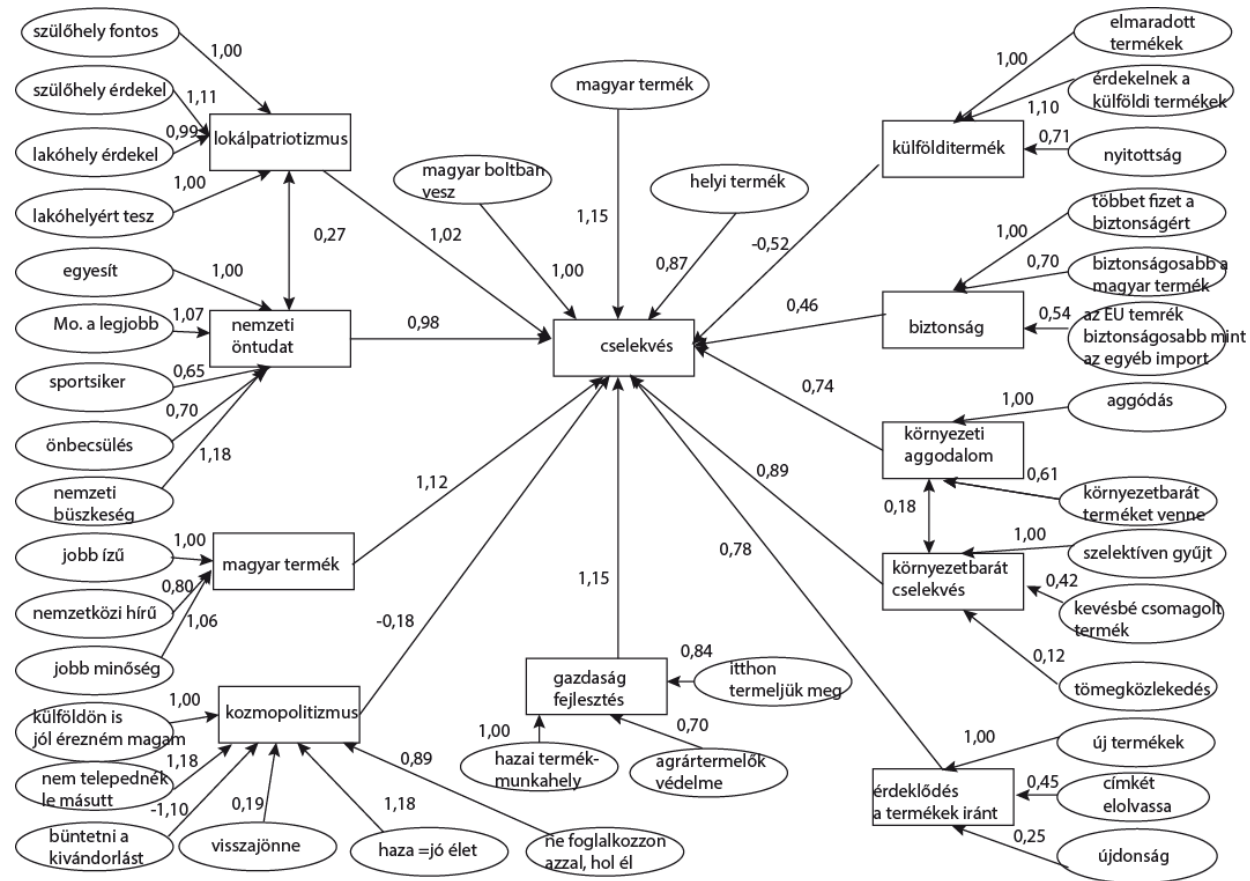 szülőhely fontos
1,00
szülőhely érdekel
1,11
lakóhely érdekel
0,99
lakóhelyért tesz
1,00
lokálpatriotizmus
0,27
1,02
egyesít
1,00
Mo. a legjobb
1,07
sportsiker
0,65
önbecsülés
0,70
nemzeti
büszkeség
1,18
nemzeti
öntudat
0,98
jobb ízű
1,00
nemzetközi hírű
0,80
jobb minőség
1,06
magyar termék
1,12
külföldön is
jól érezném magam
1,00
nem telepednék
le másutt
1,18
büntetni a
kivándorlást
-1,10
visszajönne
0,19
haza =jó élet
1,18
ne foglalkozzon
azzal, hol él
0,89
kozmopolitizmus
-0,18
magyar termék
1,15
magyar boltban
vesz
1,00
helyi termék
0,87
cselekvés
1,15
gazdaság
fejlesztés
0,84
itthon
termeljük meg
1,00
hazai termék-
munkahely
0,70
agrártermelők
védelme
elmaradott
termékek
1,00
érdekelnek a
külföldi termékek
1,10
nyitottság
0,71
külfölditermék
-0,52
többet fizet a
biztonságért
1,00
biztonságosabb a
magyar termék
0,70
az EU temrék
biztonságosabb mint
az egyéb import
0,54
biztonság
0,46
aggódás
1,00
környezeti
aggodalom
0,74
0,61
környezetbarát
terméket venne
0,18
szelektíven gyűjt
1,00
környezetbarát
cselekvés
0,89
0,42
kevésbé csomagolt
termék
0,12
tömegközlekedés
0,78
új termékek
1,00
érdeklődés
a termékek iránt
0,45
címkét
elolvassa
0,25
újdonság